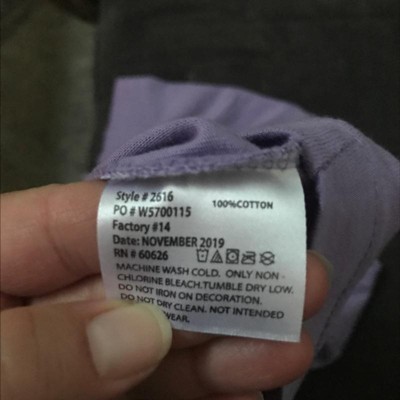 Style # 2616
100%COTTON
PO # W5700115
Factory #14
Date: NOVEMBER 2019
RN # 60626
MACHINE WASH COLD. ONLY NON -
CHLORINE BLEACH.TUMBLE DRY LOW.
DO NOT IRON ON DECORATION.
DO NOT DRY CLEAN. NOT INTENDED
WEAR.